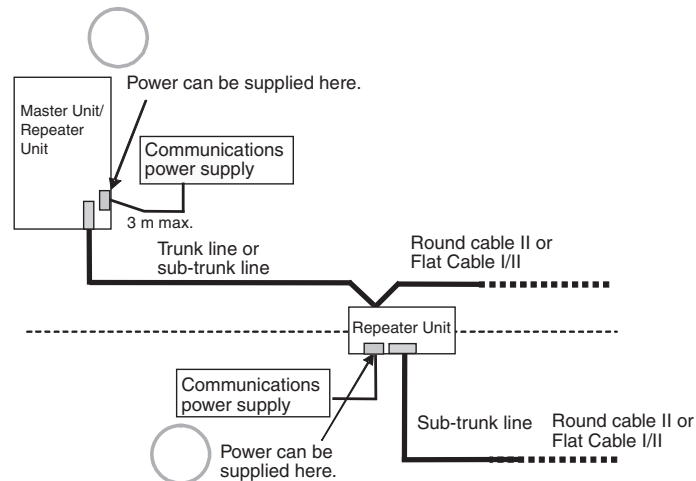 Power can be supplied here.
Master Unit/
Repeater
Unit
Communications
power supply
3 m max.
Trunk line or
sub-trunk line
Round cable II or
Flat Cable I/II
Repeater Unit
Communications
power supply
Power can be
supplied here.
Sub-trunk line
Round cable II or
Flat Cable I/II